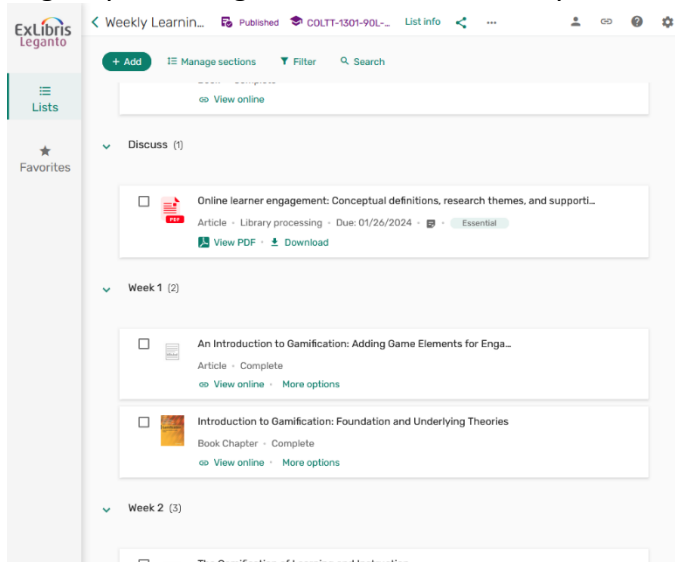 ExLibris
Leganto
Weekly Learnin... Published COLTT-1301-90L-... List info ...
+ Add Manage sections Filter Search
View online
Lists
Discuss (1)
Favorites
Online learner engagement: Conceptual definitions, research themes, and supporti...
PDF
Article - Library processing - Due: 01/26/2024 - Essential
View PDF · Download
Week 1 (2)
An Introduction to Gamification: Adding Game Elements for Enga...
Article - Complete
View online · More options
Introduction to Gamification: Foundation and Underlying Theories
Book Chapter - Complete
View online · More options
Week 2 (3)